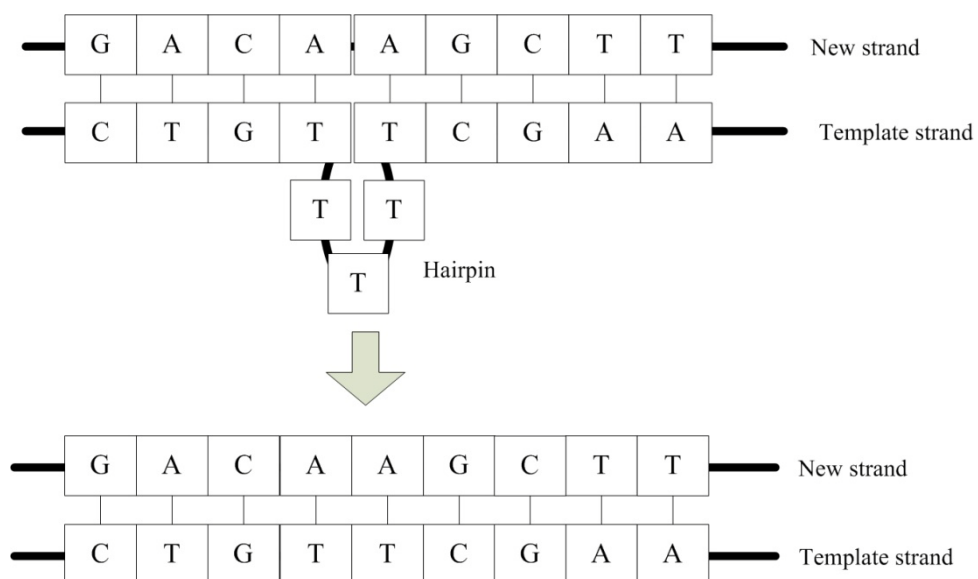 G A C A A G C T T New strand
C T G T T C G A A Template strand
T T
T Hairpin
G A C A A G C T T New strand
C T G T T C G A A Template strand